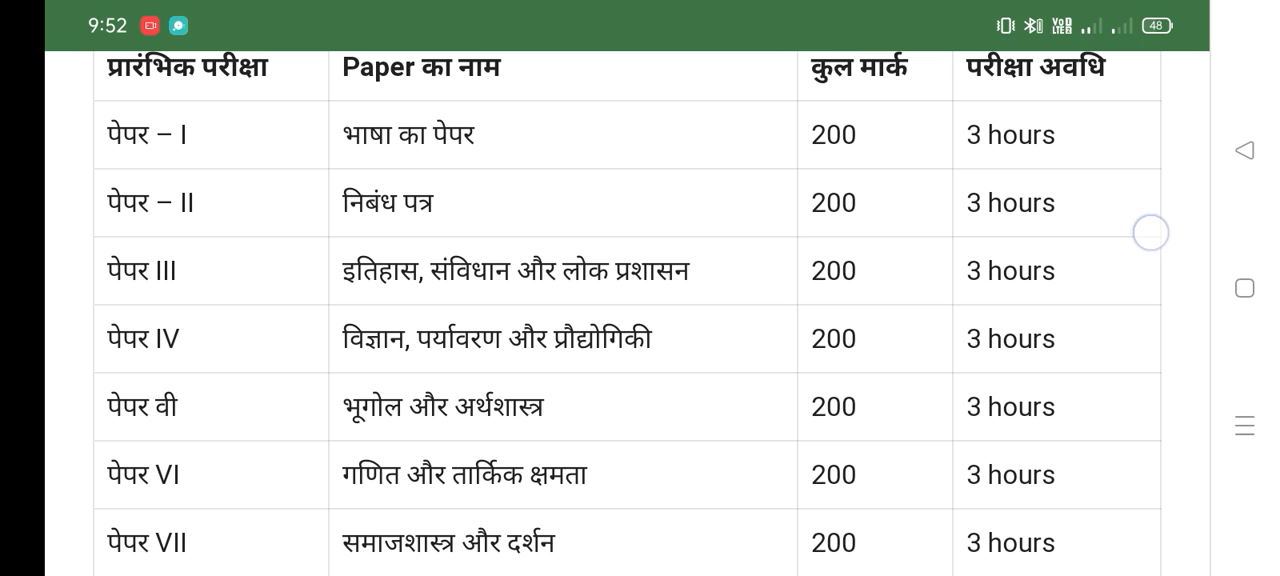 9:52 VoD LTE2 48
प्रारंभिक परीक्षा Paper का नाम कुल मार्क परीक्षा अवधि
पेपर – I भाषा का पेपर 200 3 hours
पेपर – II निबंध पत्र 200 3 hours
पेपर III इतिहास, संविधान और लोक प्रशासन 200 3 hours
पेपर IV विज्ञान, पर्यावरण और प्रौद्योगिकी 200 3 hours
पेपर वी भूगोल और अर्थशास्त्र 200 3 hours
पेपर VI गणित और तार्किक क्षमता 200 3 hours
पेपर VII समाजशास्त्र और दर्शन 200 3 hours